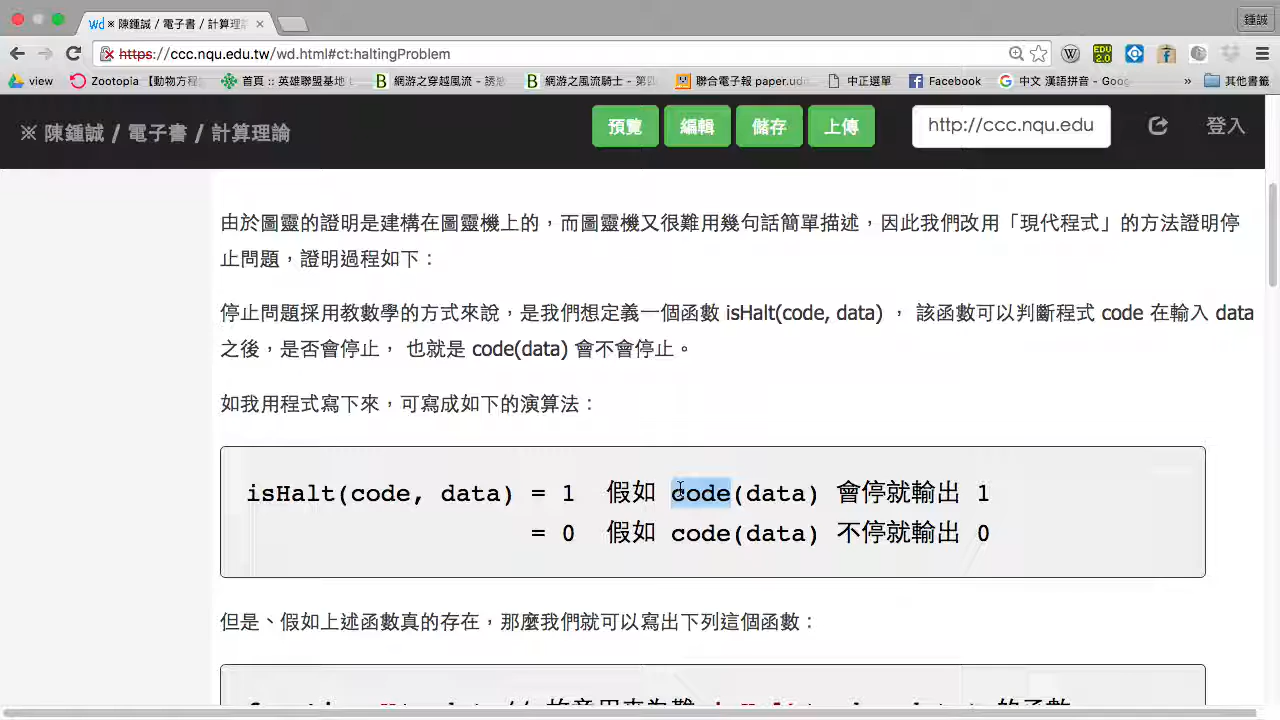 wd ※ 陳鍾誠 / 電子書 / 計算理論
鍾誠
https://ccc.nqu.edu.tw/wd.html#ct:haltingProblem
view
Zootopia 【動物方程
首頁 :: 英雄聯盟基地
網游之穿越風流 -
網游之風流騎士 - 第四
聯合電子報 paper.udn
中正選單
Facebook
中文 漢語拼音 - Goog
»
其他書籤
※ 陳鍾誠 / 電子書 / 計算理論
預覽
編輯
儲存
上傳
http://ccc.nqu.edu
登入
由於圖靈的證明是建構在圖靈機上的，而圖靈機又很難用幾句話簡單描述，因此我們改用「現代程式」的方法證明停
止問題，證明過程如下：
停止問題採用教數學的方式來說，是我們想定義一個函數 isHalt(code, data) ， 該函數可以判斷程式 code 在輸入 data
之後，是否會停止， 也就是 code(data) 會不會停止。
如我用程式寫下來，可寫成如下的演算法：
isHalt(code, data) = 1 假如 code(data) 會停就輸出 1
= 0 假如 code(data) 不停就輸出 0
但是、假如上述函數真的存在，那麼我們就可以寫出下列這個函數：